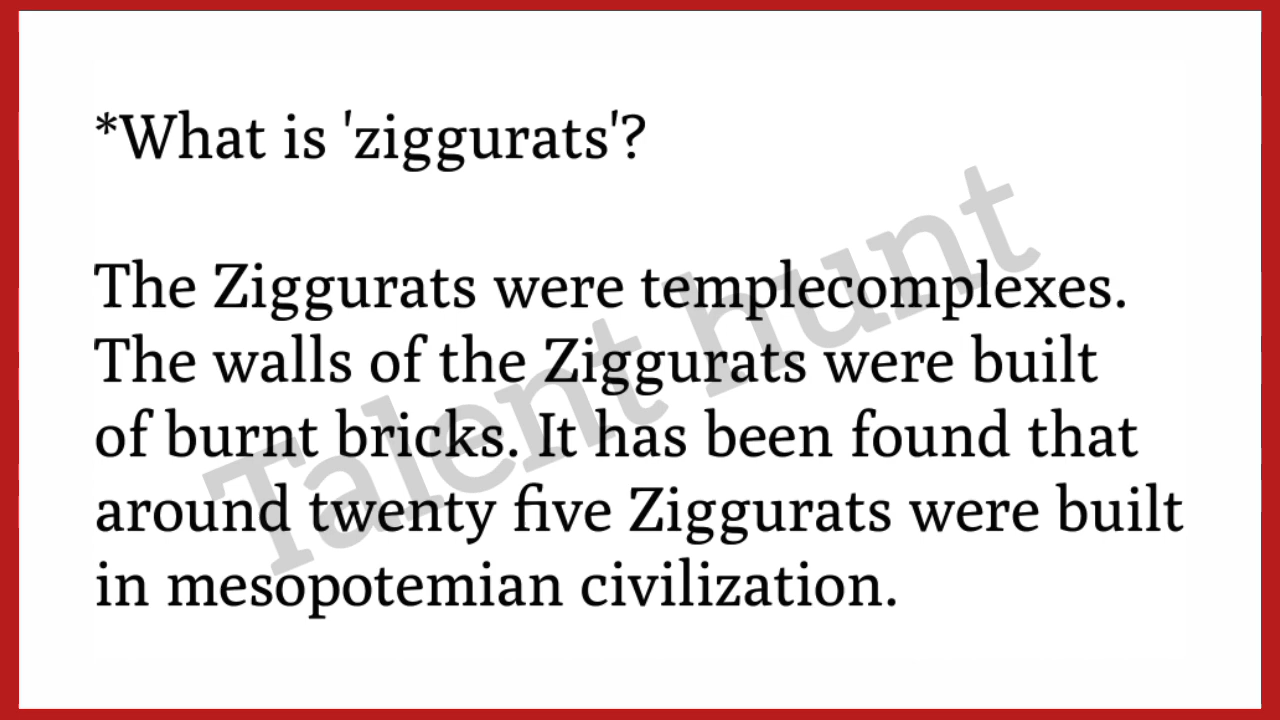 *What is 'ziggurats'?
The Ziggurats were templecomplexes.
The walls of the Ziggurats were built
of burnt bricks. It has been found that
around twenty five Ziggurats were built
in mesopotemian civilization.
Talent hunt